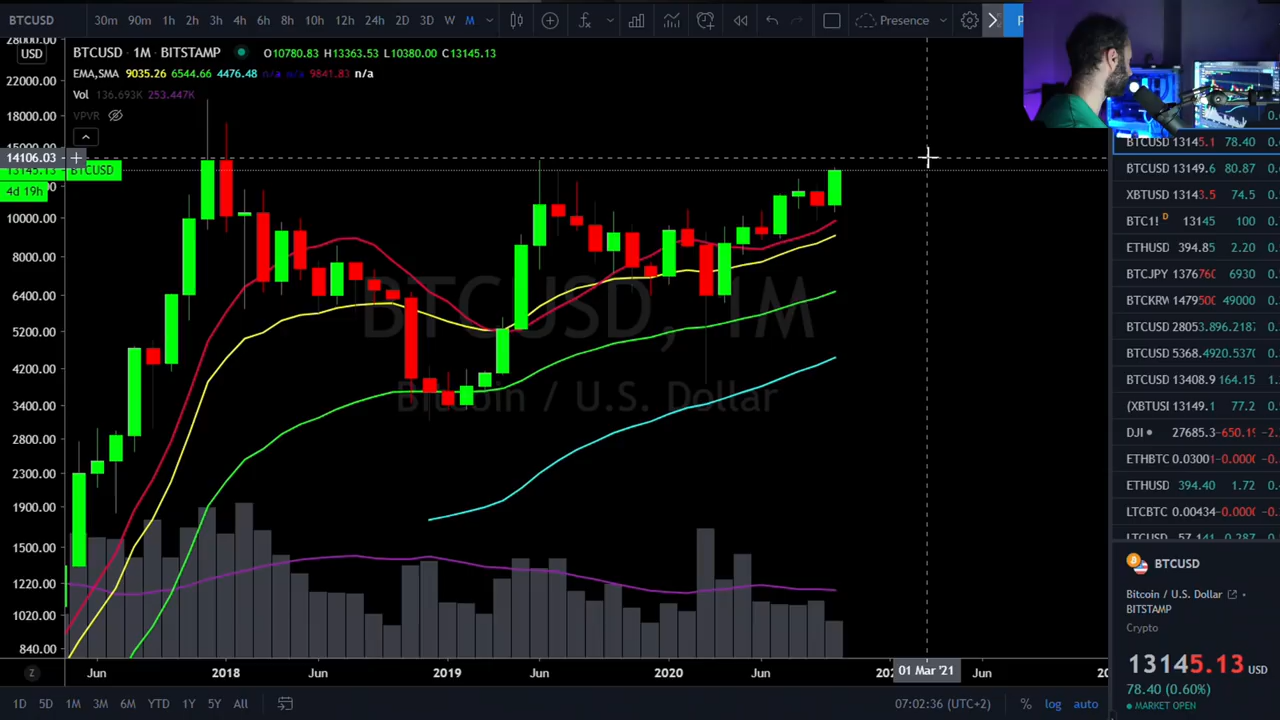 BTCUSD 30m 90m 1h 2h 3h 4h 6h 8h 10h 12h 24h 2D 3D W M Presence P
28000.00
USD
BTCUSD · 1M · BITSTAMP O10780.83 H13363.53 L10380.00 C13145.13
EMA,SMA 9035.26 6544.66 4476.48 n/a n/a 9841.83 n/a
22000.00
Vol 136.693K 253.447K
VPVR
18000.00
14106.03
13145.13 BTCUSD
4d 19h
10000.00
8000.00
6400.00
5200.00
4200.00
3400.00
2800.00
2300.00
1900.00
1500.00
1220.00
1020.00
840.00
BTCUSD, 1M
Bitcoin / U.S. Dollar
Z Jun 2018 Jun 2019 Jun 2020 Jun 01 Mar '21 Jun
1D 5D 1M 3M 6M YTD 1Y 5Y All 07:02:36 (UTC+2) % log auto
BTCUSD 13145.1 78.40
BTCUSD 13149.6 80.87
XBTUSD 13143.5 74.5
BTC1! D 13145 100
ETHUSD 394.85 2.20
BTCJPY 1376760 6930
BTCKRW 1479500 49000
BTCUSD 28053.896.2187
BTCUSD 5368.4920.5370
BTCUSD 13408.9 164.15
(XBTUSI 13149.1 77.2
DJI 27685.3 -650.19 -2.
ETHBTC 0.03001 -0.0000
ETHUSD 394.40 1.72
LTCBTC 0.00434 -0.0000
LTCUSD 57.141 0.287
BTCUSD
Bitcoin / U.S. Dollar
BITSTAMP
Crypto
13145.13 USD
78.40 (0.60%)
MARKET OPEN